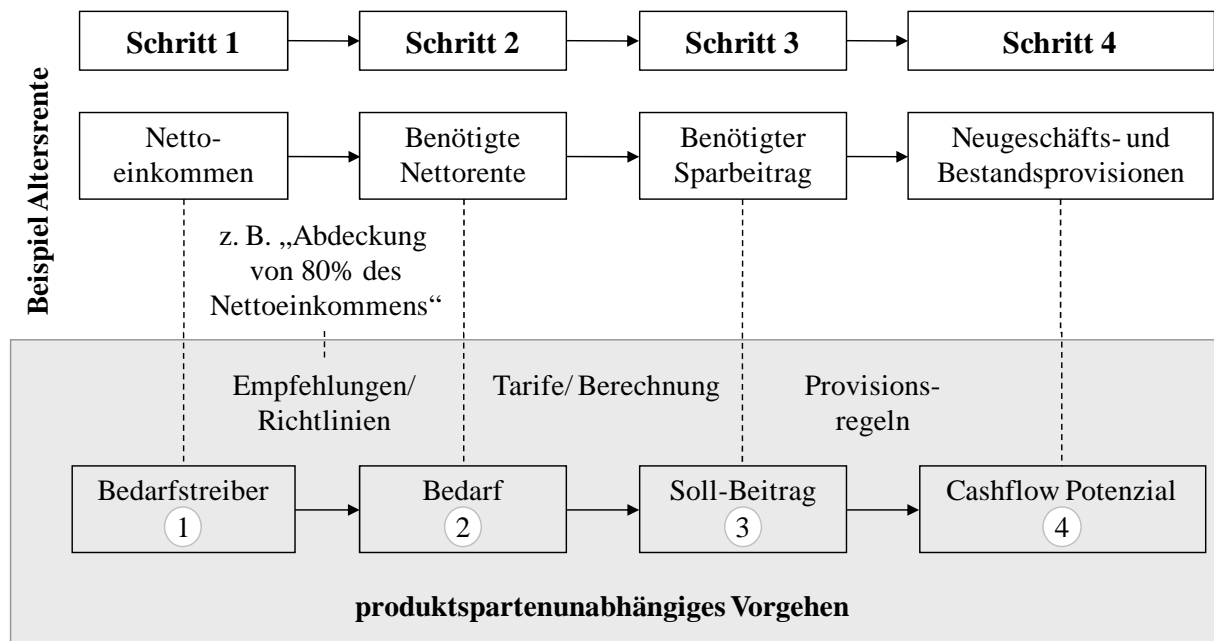 Schritt 1
Schritt 2
Schritt 3
Schritt 4
Beispiel Altersrente
Netto-
einkommen
Benötigte
Nettorente
Benötigter
Sparbeitrag
Neugeschäfts- und
Bestandsprovisionen
z. B. „Abdeckung
von 80% des
Nettoeinkommens“
Empfehlungen/
Richtlinien
Tarife/ Berechnung
Provisions-
regeln
Bedarfstreiber
1
Bedarf
2
Soll-Beitrag
3
Cashflow Potenzial
4
produktspartenunabhängiges Vorgehen